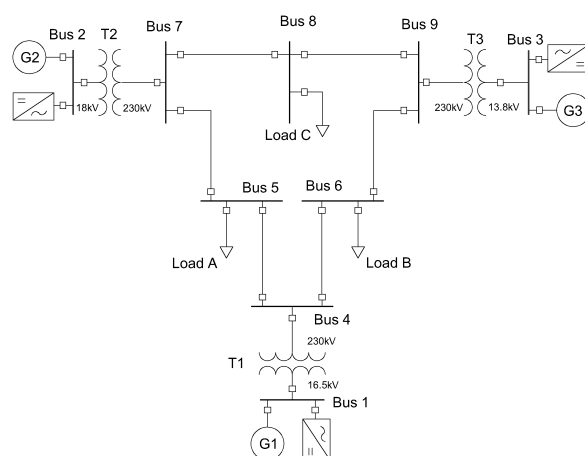 Bus 2
T2
Bus 7
Bus 8
Bus 9
T3
Bus 3
G2
18kV
230kV
Load C
230kV
13.8kV
G3
Bus 5
Bus 6
Load A
Load B
Bus 4
230kV
T1
16.5kV
Bus 1
G1